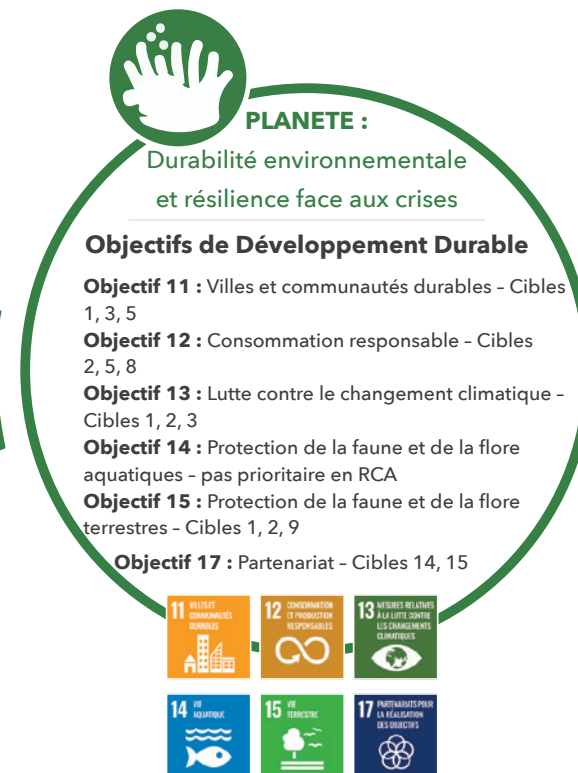 PLANETE :
Durabilité environnementale
et résilience face aux crises
Objectifs de Développement Durable
Objectif 11 : Villes et communautés durables – Cibles
1, 3, 5
Objectif 12 : Consommation responsable – Cibles
2, 5, 8
Objectif 13 : Lutte contre le changement climatique –
Cibles 1, 2, 3
Objectif 14 : Protection de la faune et de la flore
aquatiques – pas prioritaire en RCA
Objectif 15 : Protection de la faune et de la flore
terrestres – Cibles 1, 2, 9
Objectif 17 : Partenariat – Cibles 14, 15
11 VILLES ET
COMMUNAUTÉS
DURABLES
12 CONSOMMATION
ET PRODUCTION
RESPONSABLES
13 MESURES RELATIVES
À LA LUTTE CONTRE
LES CHANGEMENTS
CLIMATIQUES
14 VIE
AQUATIQUE
15 VIE
TERRESTRE
17 PARTENARIATS POUR
LA RÉALISATION
DES OBJECTIFS